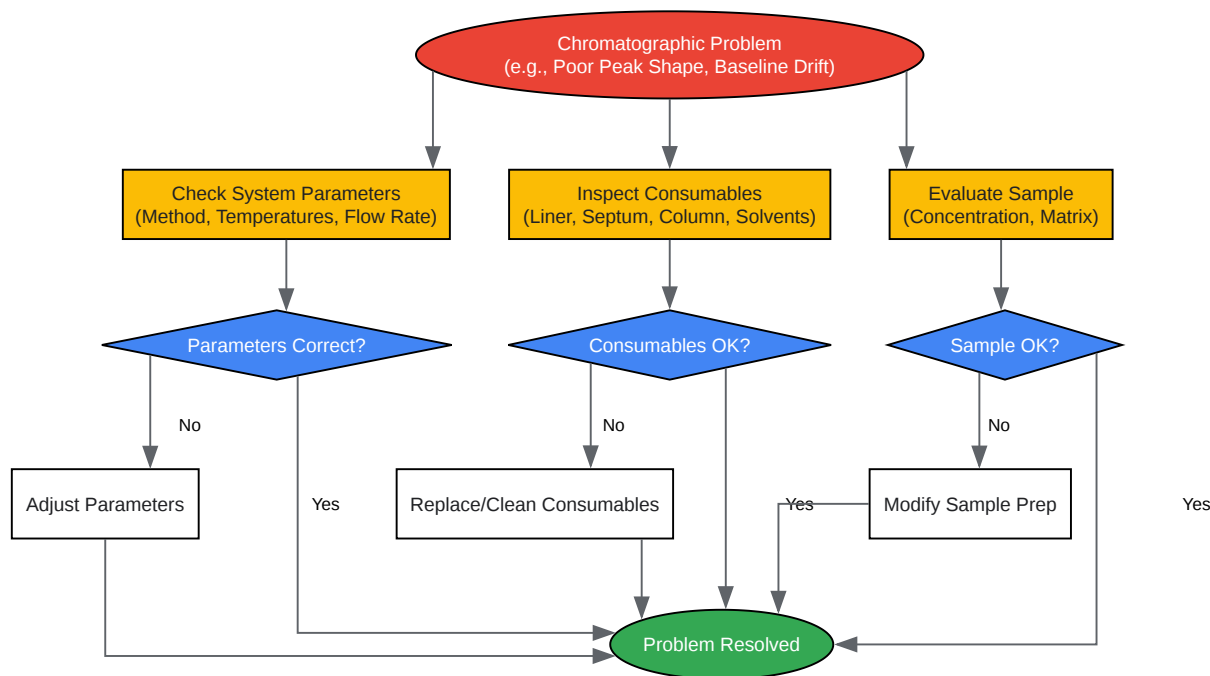 Chromatographic Problem
(e.g., Poor Peak Shape, Baseline Drift)
Check System Parameters
(Method, Temperatures, Flow Rate)
Inspect Consumables
(Liner, Septum, Column, Solvents)
Evaluate Sample
(Concentration, Matrix)
Parameters Correct?
Consumables OK?
Sample OK?
No
No
No
Adjust Parameters
Yes
Replace/Clean Consumables
Yes
Modify Sample Prep
Yes
Problem Resolved